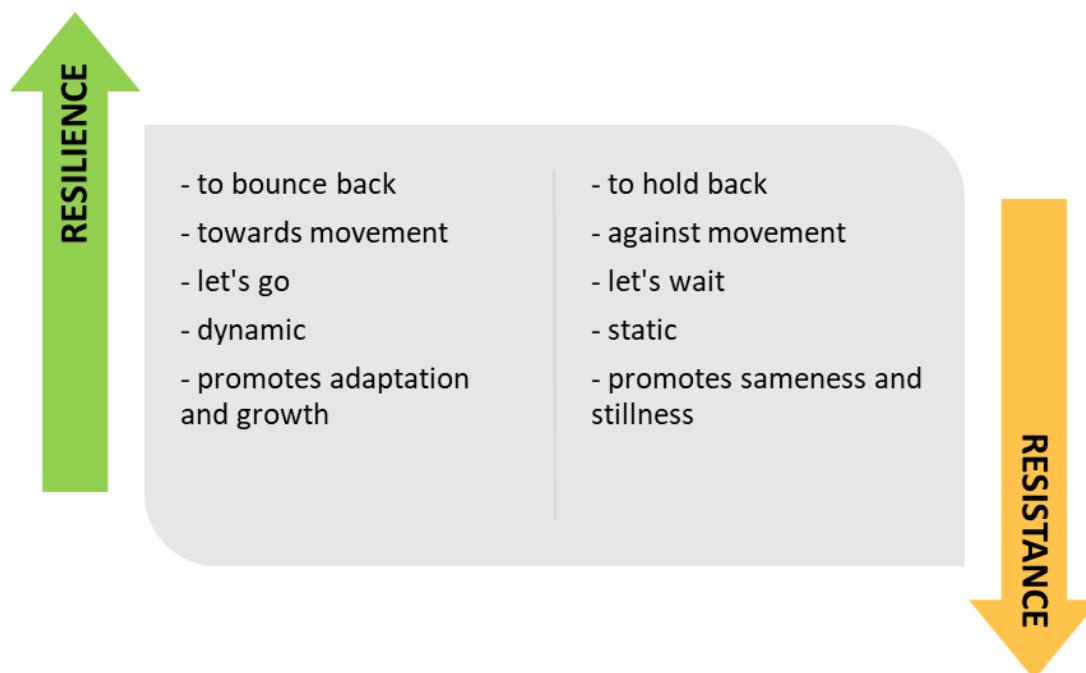 RESILIENCE
- to bounce back
- towards movement
- let's go
- dynamic
- promotes adaptation
and growth
- to hold back
- against movement
- let's wait
- static
- promotes sameness and
stillness
RESISTANCE